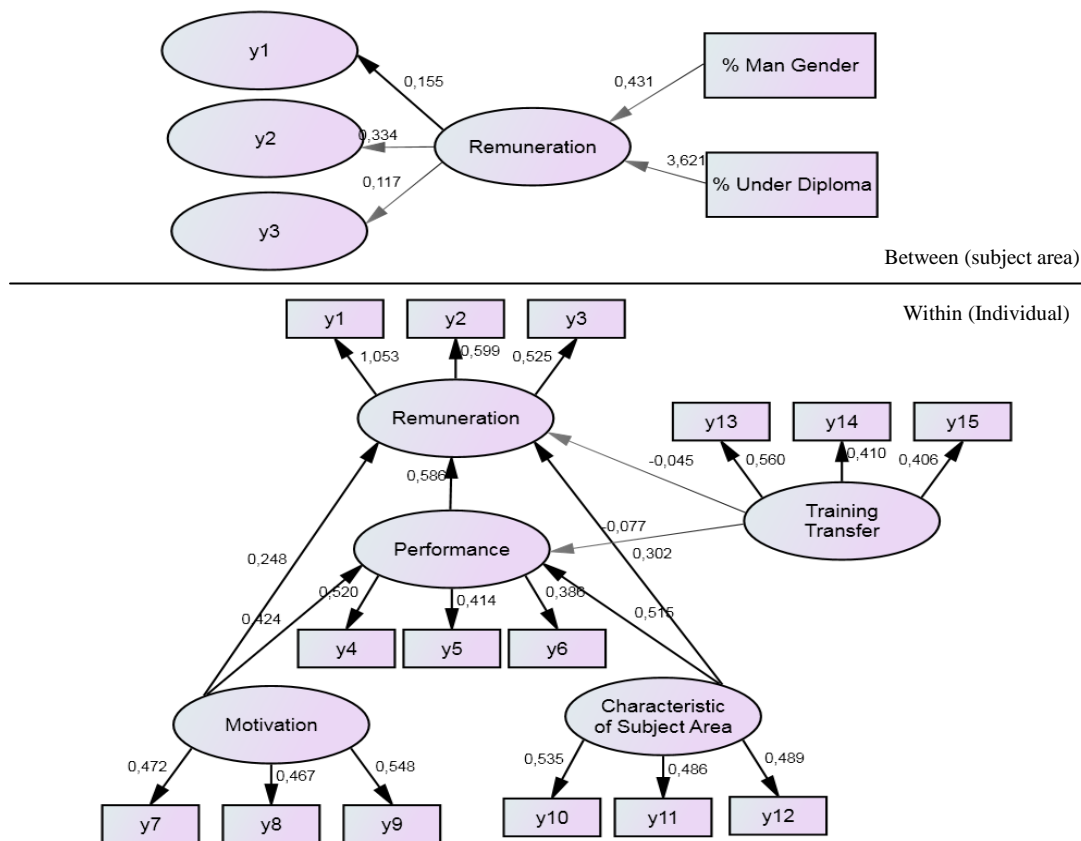 y1
% Man Gender
0,431
0,155
y2
0,334
Remuneration
3,621
% Under Diploma
0,117
y3
Between (subject area)
Within (Individual)
y1
y2
y3
1,053
0,599
0,525
Remuneration
y13
y14
y15
-0,045
0,560
0,410
0,406
0,586
Training
Transfer
-0,077
Performance
0,302
0,248
0,520
0,414
0,386
0,424
0,515
y4
y5
y6
Motivation
Characteristic
of Subject Area
0,472
0,467
0,548
0,535
0,486
0,489
y7
y8
y9
y10
y11
y12